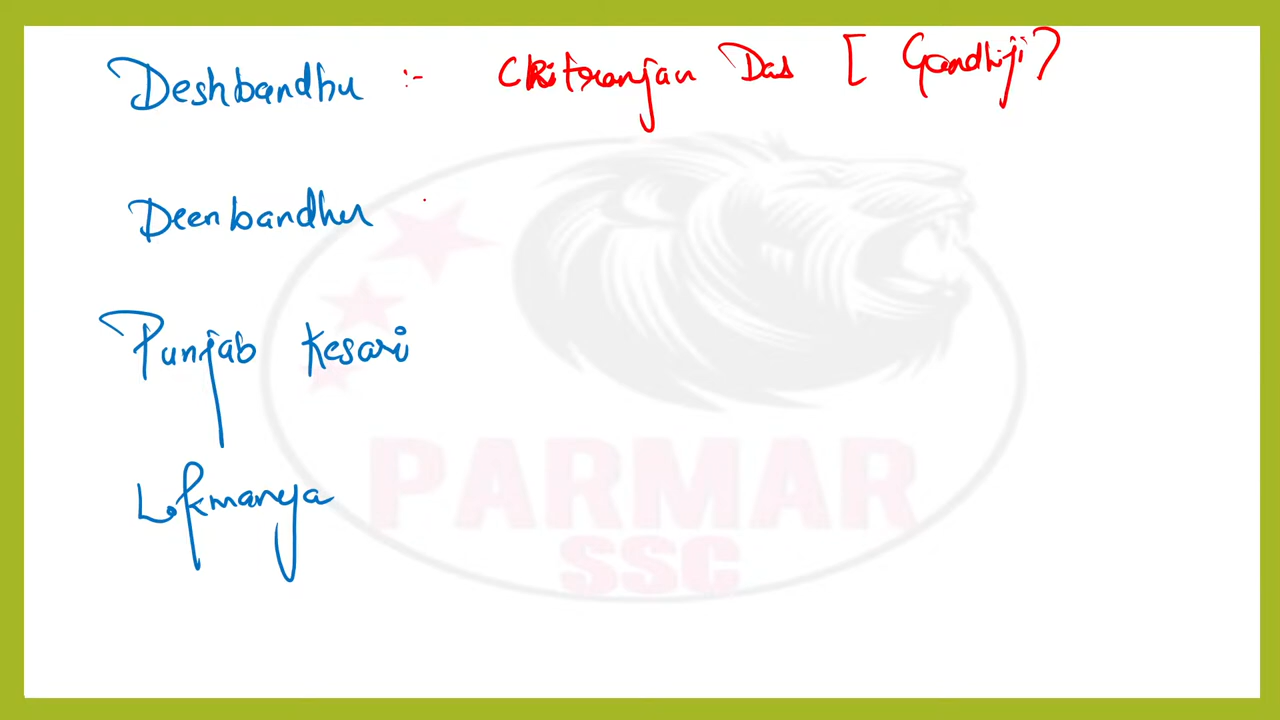 Deshbandhu :- Chitranjan Das [ Gandhiji ]
Deenbandhu
Punjab Kesari
Lokmanya
PARMAR
SSC